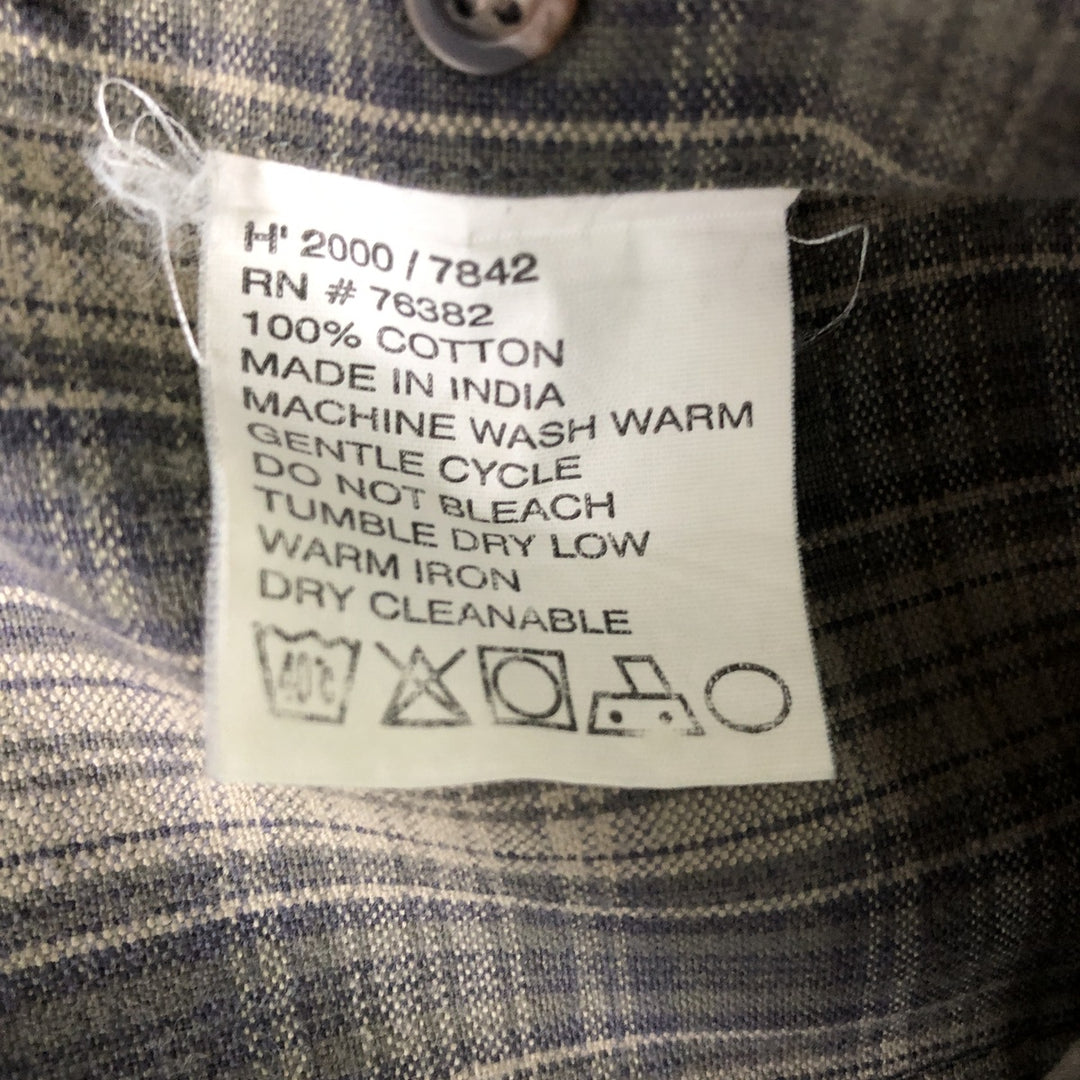 H' 2000 / 7842
RN # 76382
100% COTTON
MADE IN INDIA
MACHINE WASH WARM
GENTLE CYCLE
DO NOT BLEACH
TUMBLE DRY LOW
WARM IRON
DRY CLEANABLE
40°C